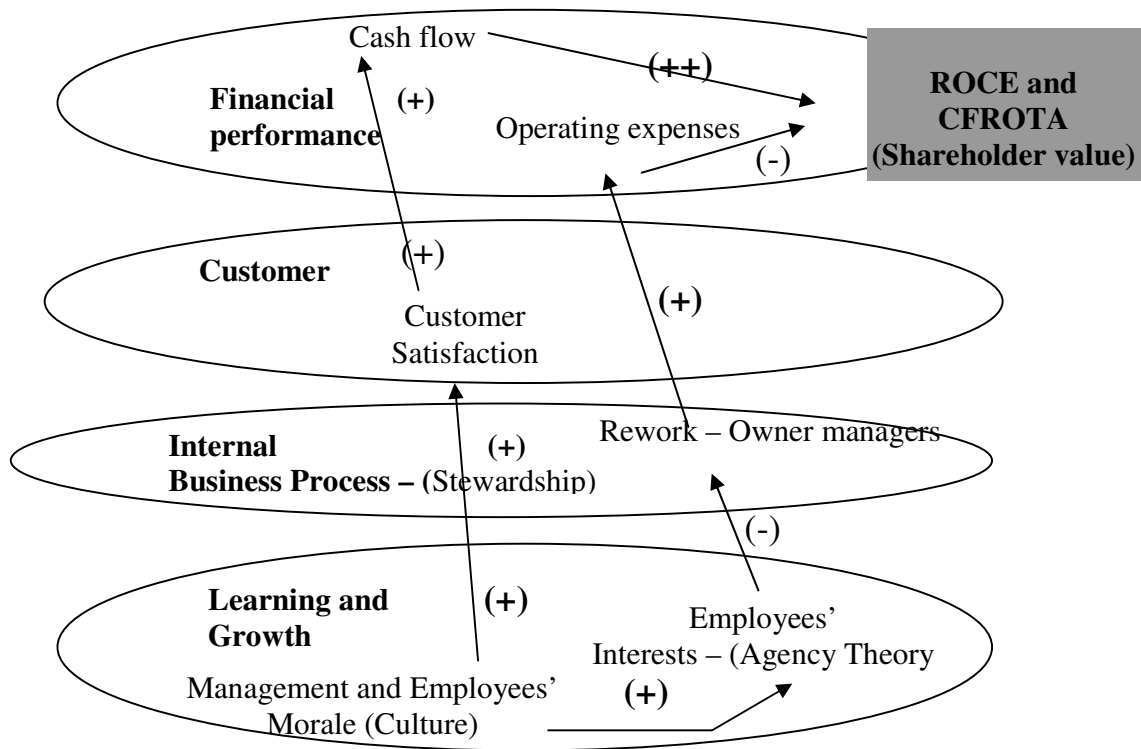 Cash flow
(++)
ROCE and
CFROTA
(Shareholder value)
Financial
performance
(+)
Operating expenses
(-)
Customer
(+)
Customer
Satisfaction
(+)
Rework – Owner managers
Internal
Business Process – (Stewardship)
(+)
(-)
Learning and
Growth
(+)
Employees’
Interests – (Agency Theory
Management and Employees’
Morale (Culture)
(+)